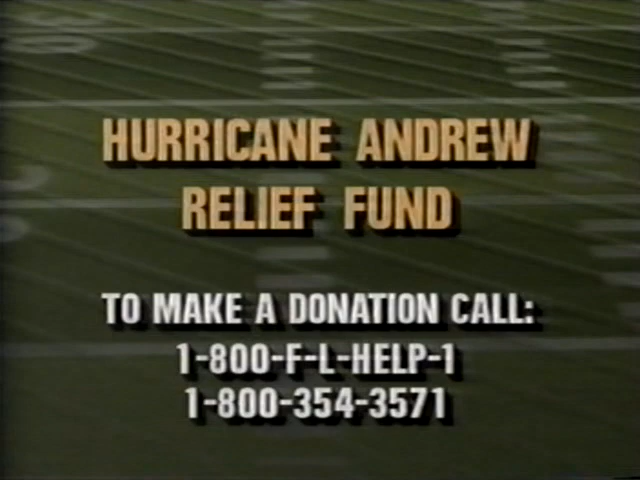 HURRICANE ANDREW
RELIEF FUND
TO MAKE A DONATION CALL:
1-800-F-L-HELP-1
1-800-354-3571